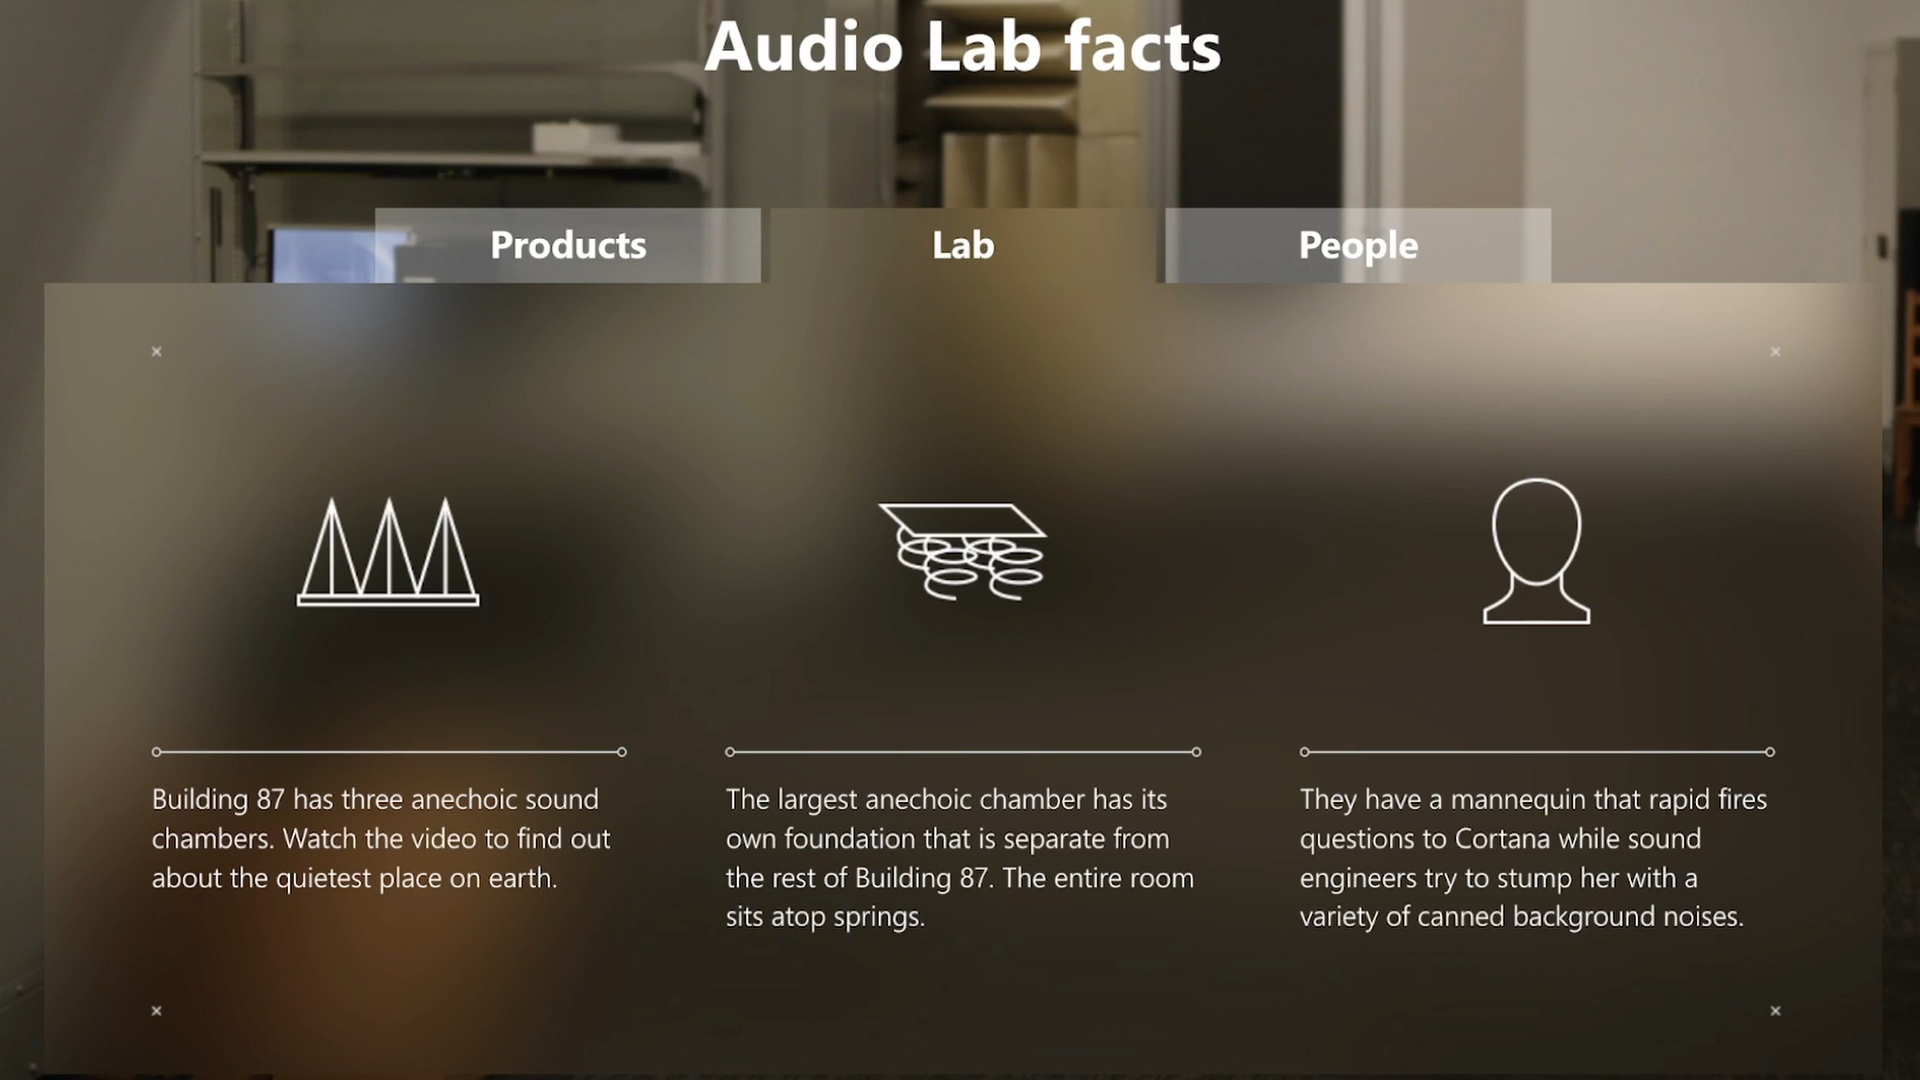 Audio Lab facts
Products
Lab
People
Building 87 has three anechoic sound
chambers. Watch the video to find out
about the quietest place on earth.
The largest anechoic chamber has its
own foundation that is separate from
the rest of Building 87. The entire room
sits atop springs.
They have a mannequin that rapid fires
questions to Cortana while sound
engineers try to stump her with a
variety of canned background noises.